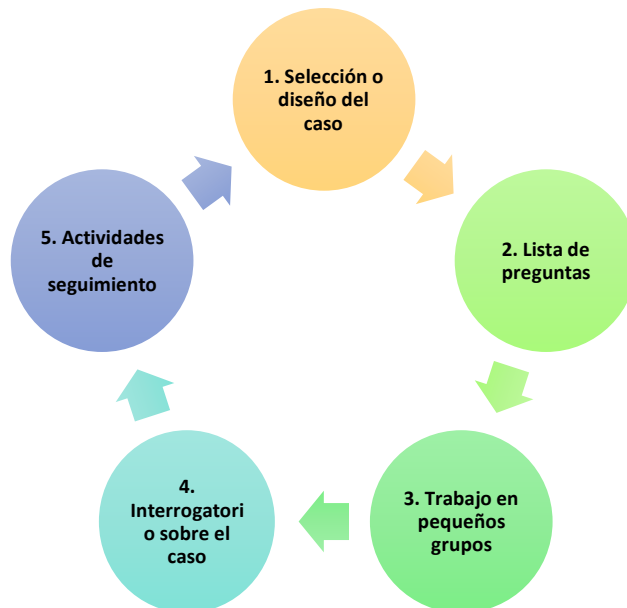 1. Selección o
diseño del
caso
2. Lista de
preguntas
3. Trabajo en
pequeños
grupos
4.
Interrogatori
o sobre el
caso
5. Actividades
de
seguimiento